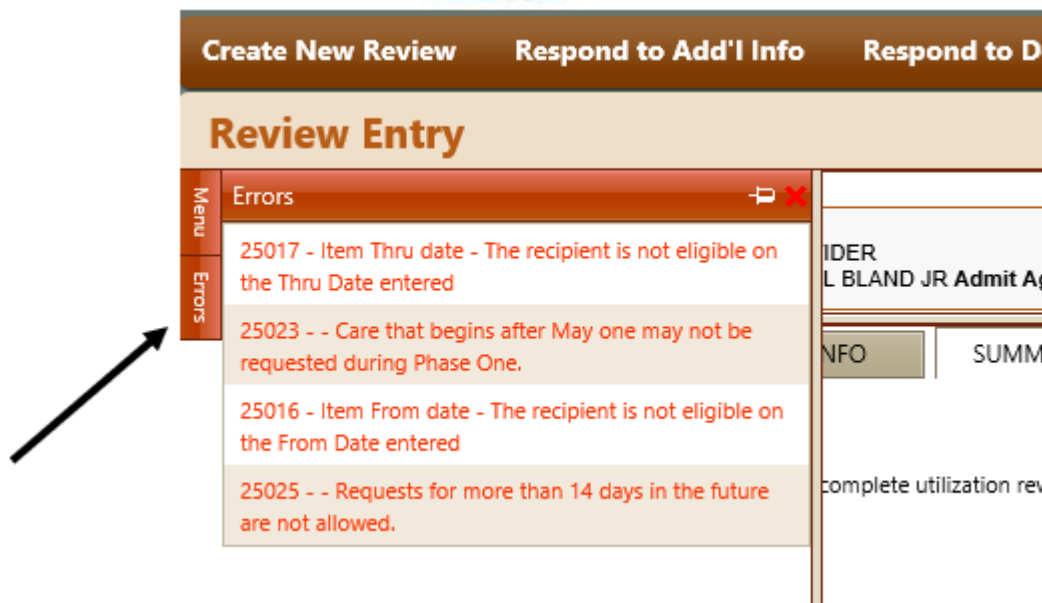 Create New Review Respond to Add'l Info Respond to D
Review Entry
Menu
Errors
Errors
25017 - Item Thru date - The recipient is not eligible on
the Thru Date entered
25023 - - Care that begins after May one may not be
requested during Phase One.
25016 - Item From date - The recipient is not eligible on
the From Date entered
25025 - - Requests for more than 14 days in the future
are not allowed.
IDER
L BLAND JR Admit Ag
NFO SUMM
complete utilization rev